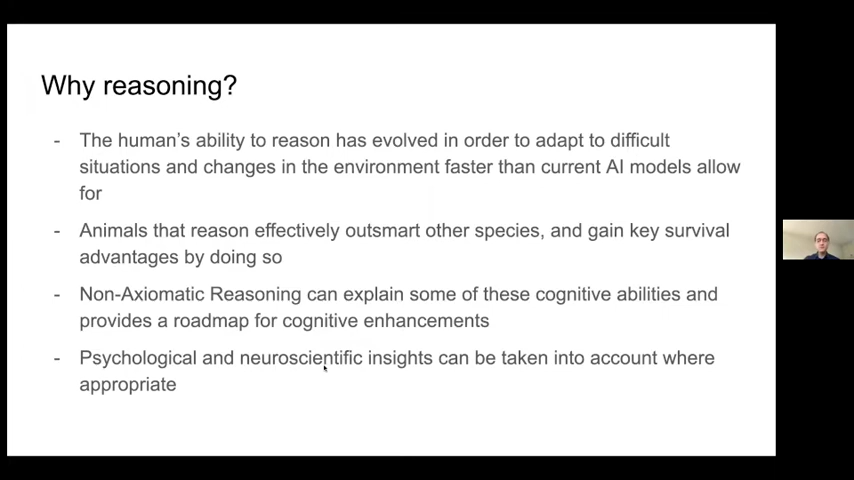 Why reasoning?
- The human's ability to reason has evolved in order to adapt to difficult
situations and changes in the environment faster than current AI models allow
for
- Animals that reason effectively outsmart other species, and gain key survival
advantages by doing so
- Non-Axiomatic Reasoning can explain some of these cognitive abilities and
provides a roadmap for cognitive enhancements
- Psychological and neuroscientific insights can be taken into account where
appropriate